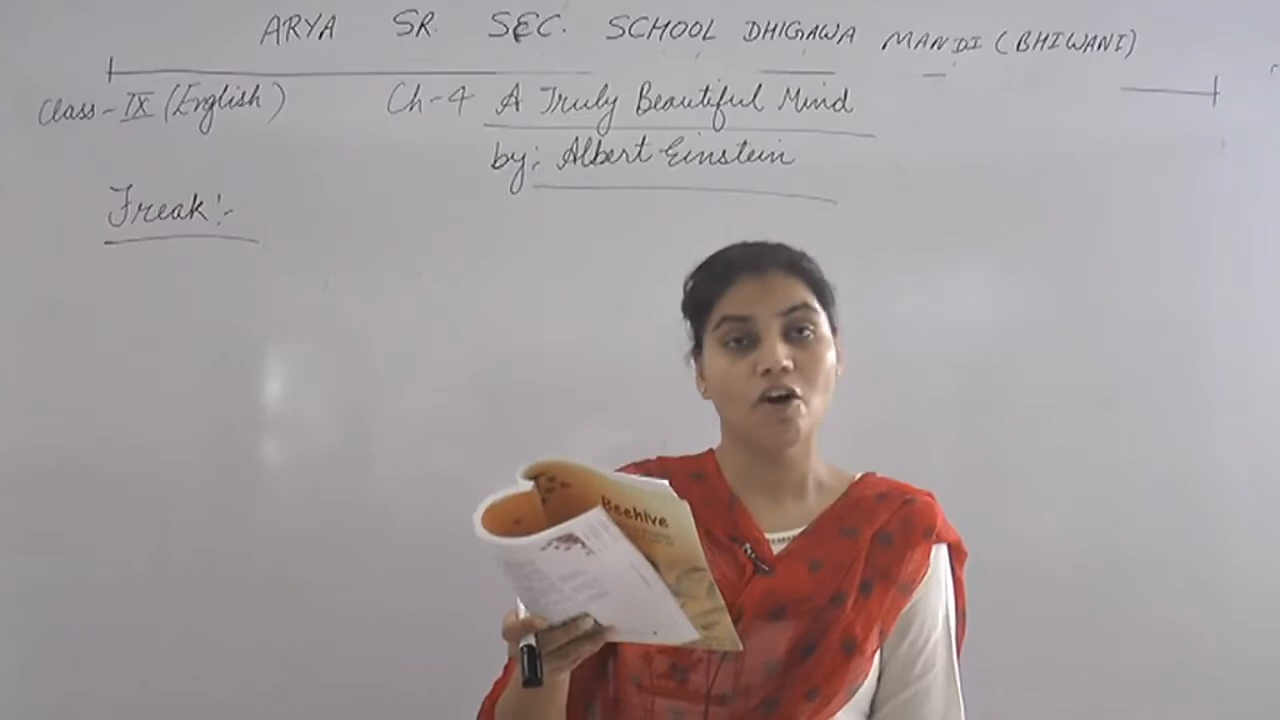 ARYA SR. SEC. SCHOOL DHIGAWA MANDI (BHIWANI)
Class-IX (English) Ch-4 A Truly Beautiful Mind
by: Albert Einstein
Freak:-
Beehive